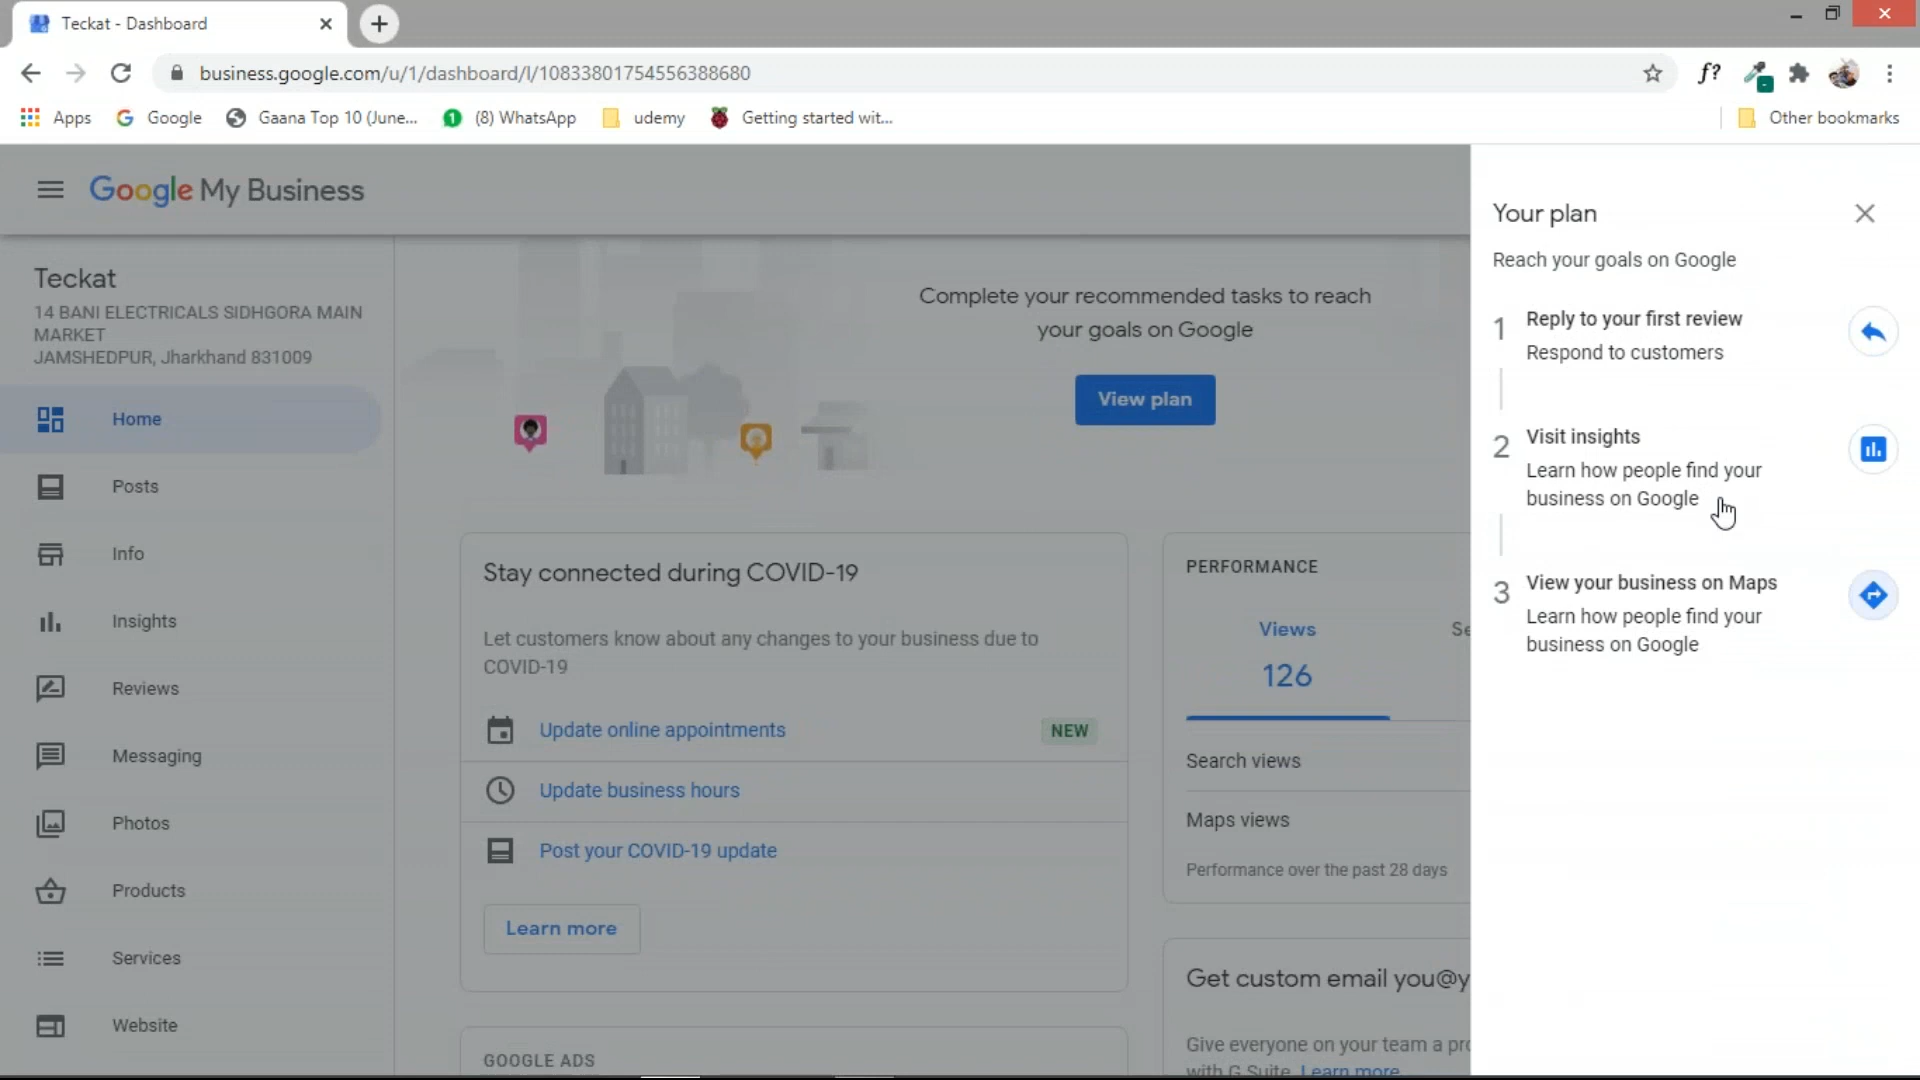 Teckat - Dashboard
business.google.com/u/1/dashboard/l/10833801754556388680
f?
Apps
Google
Gaana Top 10 (June...
1
(8) WhatsApp
udemy
Getting started wit...
Other bookmarks
Google My Business
Teckat
14 BANI ELECTRICALS SIDHGORA MAIN
MARKET
JAMSHEDPUR, Jharkhand 831009
Home
Posts
Info
Insights
Reviews
Messaging
Photos
Products
Services
Website
Complete your recommended tasks to reach
your goals on Google
View plan
Stay connected during COVID-19
Let customers know about any changes to your business due to
COVID-19
Update online appointments
NEW
Update business hours
Post your COVID-19 update
Learn more
GOOGLE ADS
PERFORMANCE
Views
Se
126
Search views
Maps views
Performance over the past 28 days
Get custom email you@y
Give everyone on your team a pro
with G Suite. Learn more
Your plan
Reach your goals on Google
1
Reply to your first review
Respond to customers
2
Visit insights
Learn how people find your
business on Google
3
View your business on Maps
Learn how people find your
business on Google